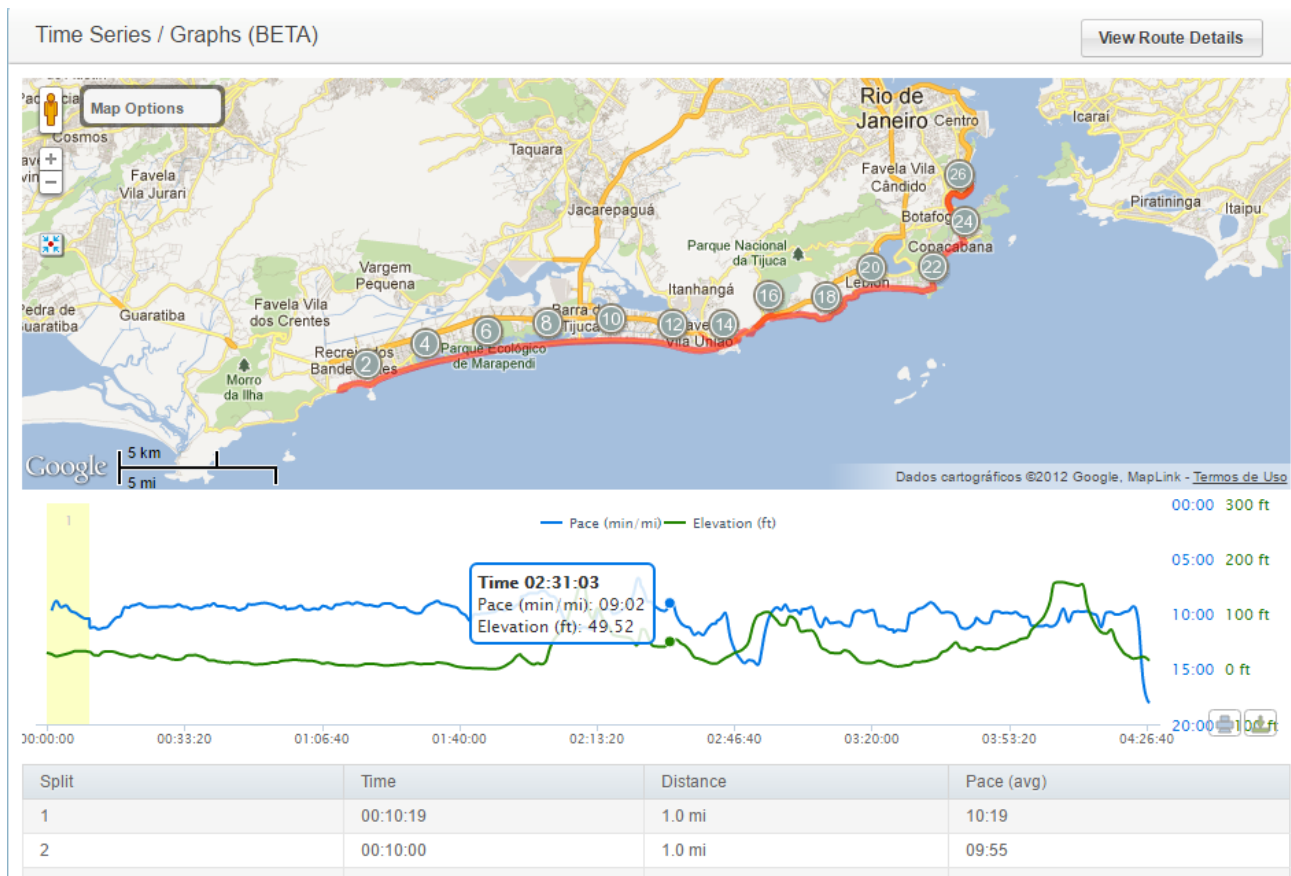 Time Series / Graphs (BETA)
View Route Details
Map Options
Cosmos
Favela
Vila Jurari
Taquara
Jacarepaguá
Rio de
Janeiro
Centro
Icaraí
Favela Vila
Cândido
Piratininga
Itaipu
Botafog
Copacabana
Parque Nacional
da Tijuca
Vargem
Pequena
Itanhangá
Leblon
Pedra de
Guaratiba
Guaratiba
Favela Vila
dos Crentes
Barra d
Tijuca
Vila União
Recrei dos
Bande
Parque Ecológico
de Marapendi
Morro
da Ilha
2
4
6
8
10
12
14
16
18
20
22
24
26
+
−
Google
5 km
5 mi
Dados cartográficos ©2012 Google, MapLink - Termos de Uso
1
Pace (min/mi) Elevation (ft)
00:00 300 ft
05:00 200 ft
10:00 100 ft
15:00 0 ft
20:00
Time 02:31:03
Pace (min/mi): 09:02
Elevation (ft): 49.52
00:00:00 00:33:20 01:06:40 01:40:00 02:13:20 02:46:40 03:20:00 03:53:20 04:26:40
Split Time Distance Pace (avg)
1 00:10:19 1.0 mi 10:19
2 00:10:00 1.0 mi 09:55